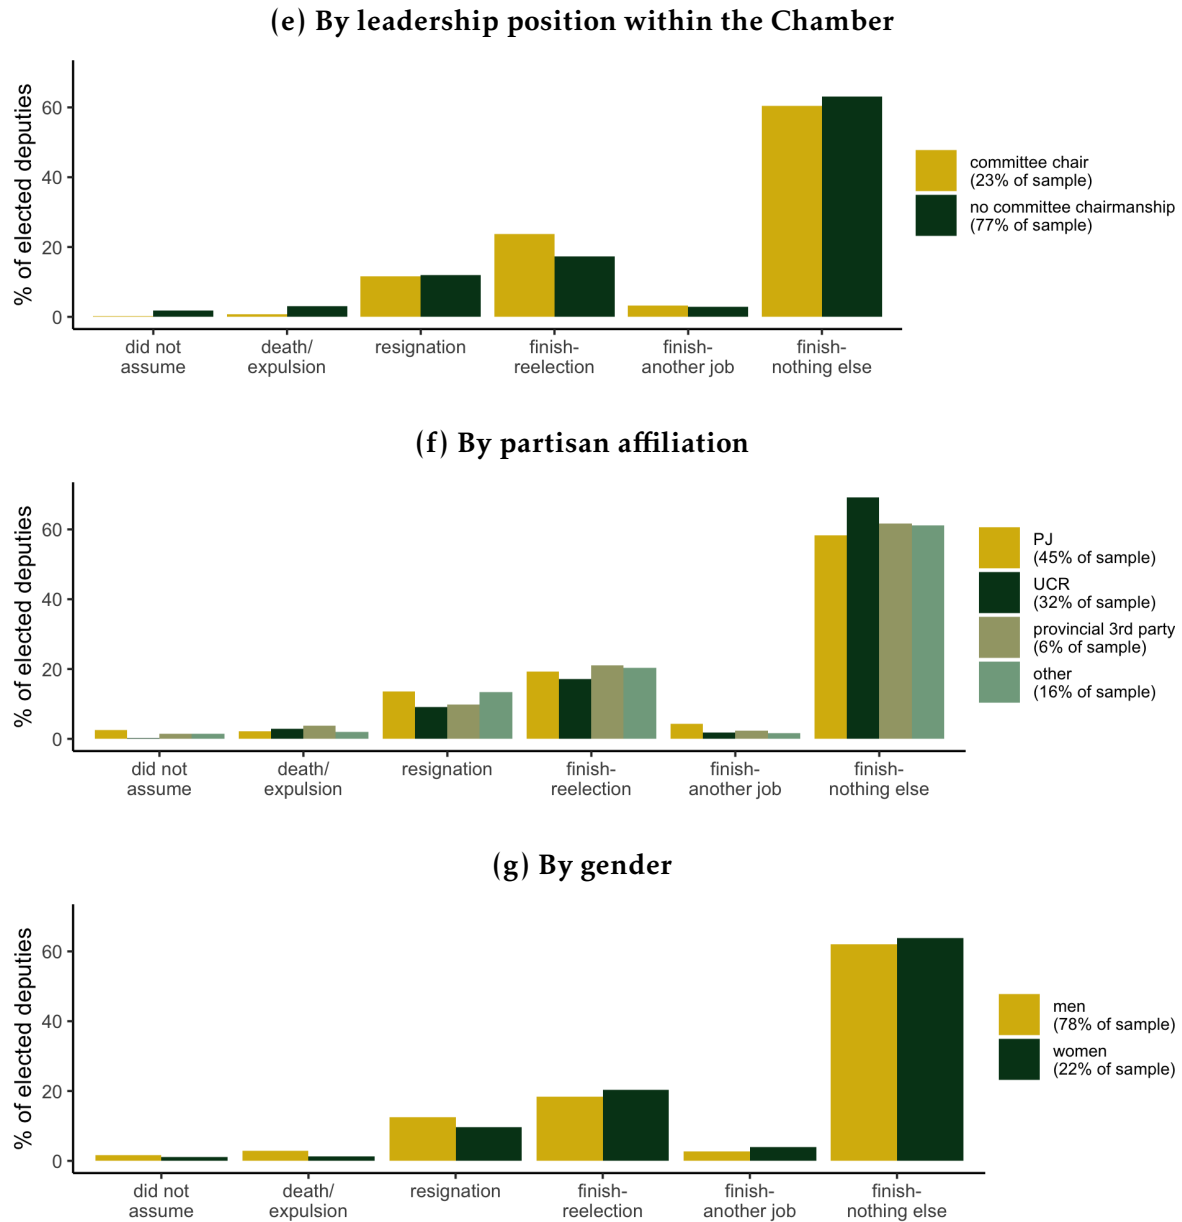 (e) By leadership position within the Chamber
% of elected deputies
60
40
20
0
did not
assume
death/
expulsion
resignation
finish-
reelection
finish-
another job
finish-
nothing else
committee chair
(23% of sample)
no committee chairmanship
(77% of sample)
(f) By partisan affiliation
% of elected deputies
60
40
20
0
did not
assume
death/
expulsion
resignation
finish-
reelection
finish-
another job
finish-
nothing else
PJ
(45% of sample)
UCR
(32% of sample)
provincial 3rd party
(6% of sample)
other
(16% of sample)
(g) By gender
% of elected deputies
60
40
20
0
did not
assume
death/
expulsion
resignation
finish-
reelection
finish-
another job
finish-
nothing else
men
(78% of sample)
women
(22% of sample)